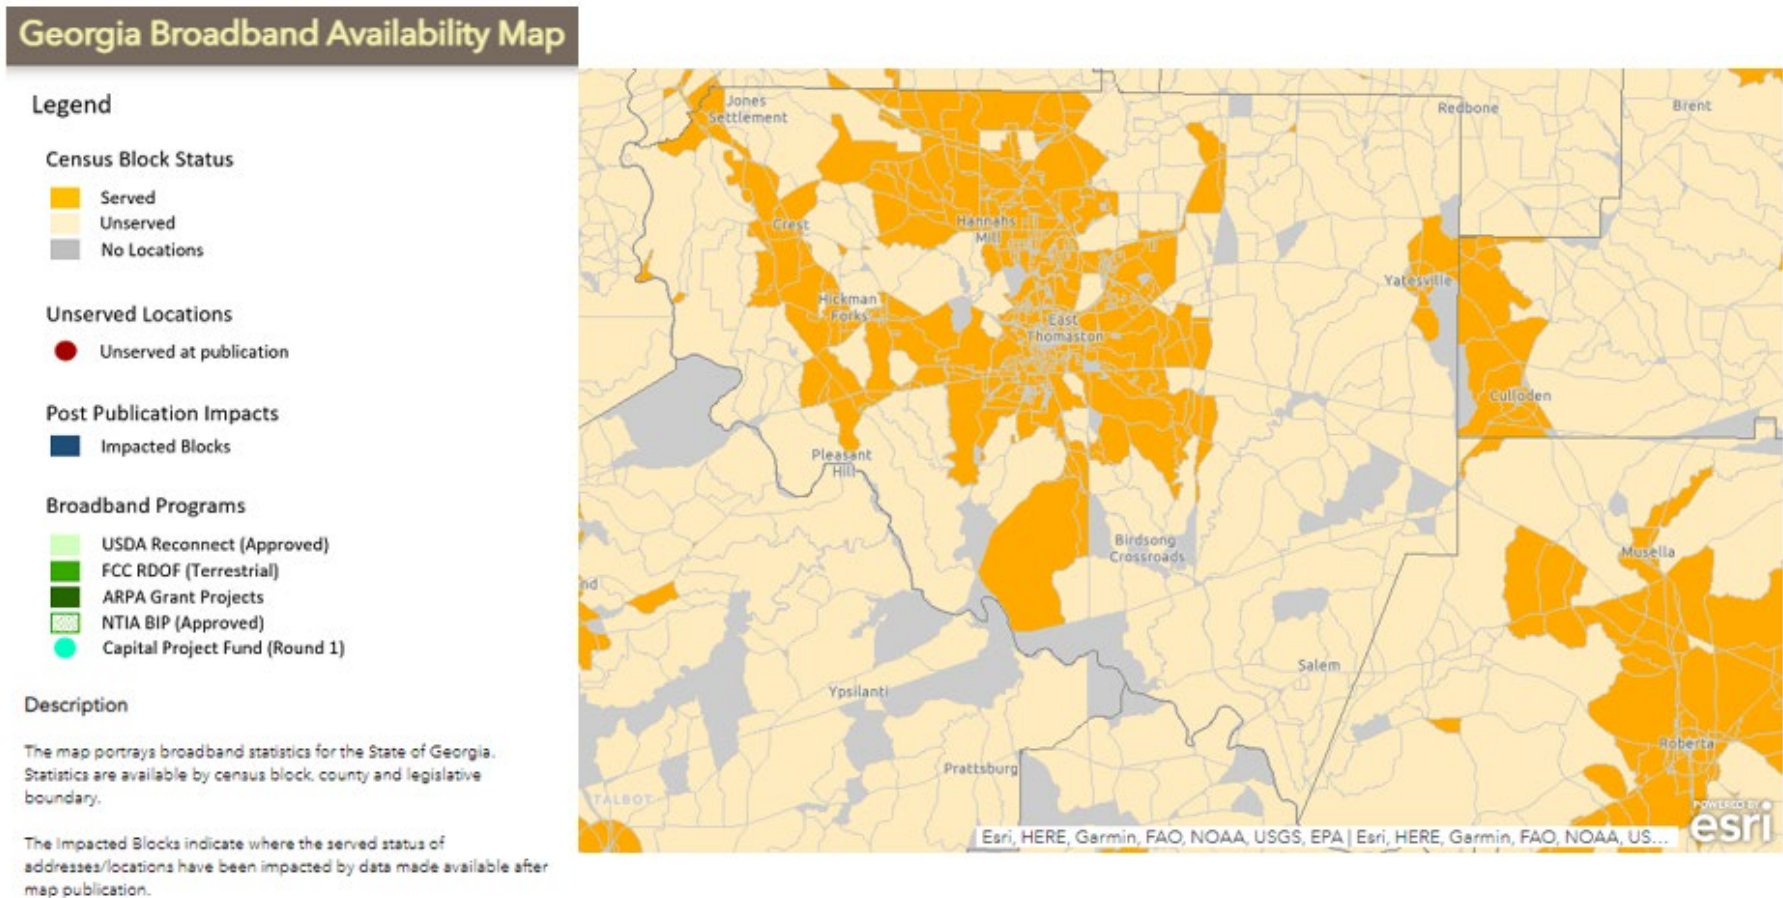 Georgia Broadband Availability Map
Legend
Census Block Status
Served
Unserved
No Locations
Unserved Locations
Unserved at publication
Post Publication Impacts
Impacted Blocks
Broadband Programs
USDA Reconnect (Approved)
FCC RDOF (Terrestrial)
ARPA Grant Projects
NTIA BIP (Approved)
Capital Project Fund (Round 1)
Description
The map portrays broadband statistics for the State of Georgia.
Statistics are available by census block, county and legislative
boundary.
The Impacted Blocks indicate where the served status of
addresses/locations have been impacted by data made available after
map publication.
Jones
Settlement
Redbone
Brent
Crest
Hannahs
Mill
Yatesville
Hickman
Forks
East
Thomaston
Culloden
Pleasant
Hill
Birdsong
Crossroads
Musella
nd
Salem
Ypsilanti
Roberta
Prattsburg
TALBOT
POWERED BY
esri
Esri, HERE, Garmin, FAO, NOAA, USGS, EPA | Esri, HERE, Garmin, FAO, NOAA, US...